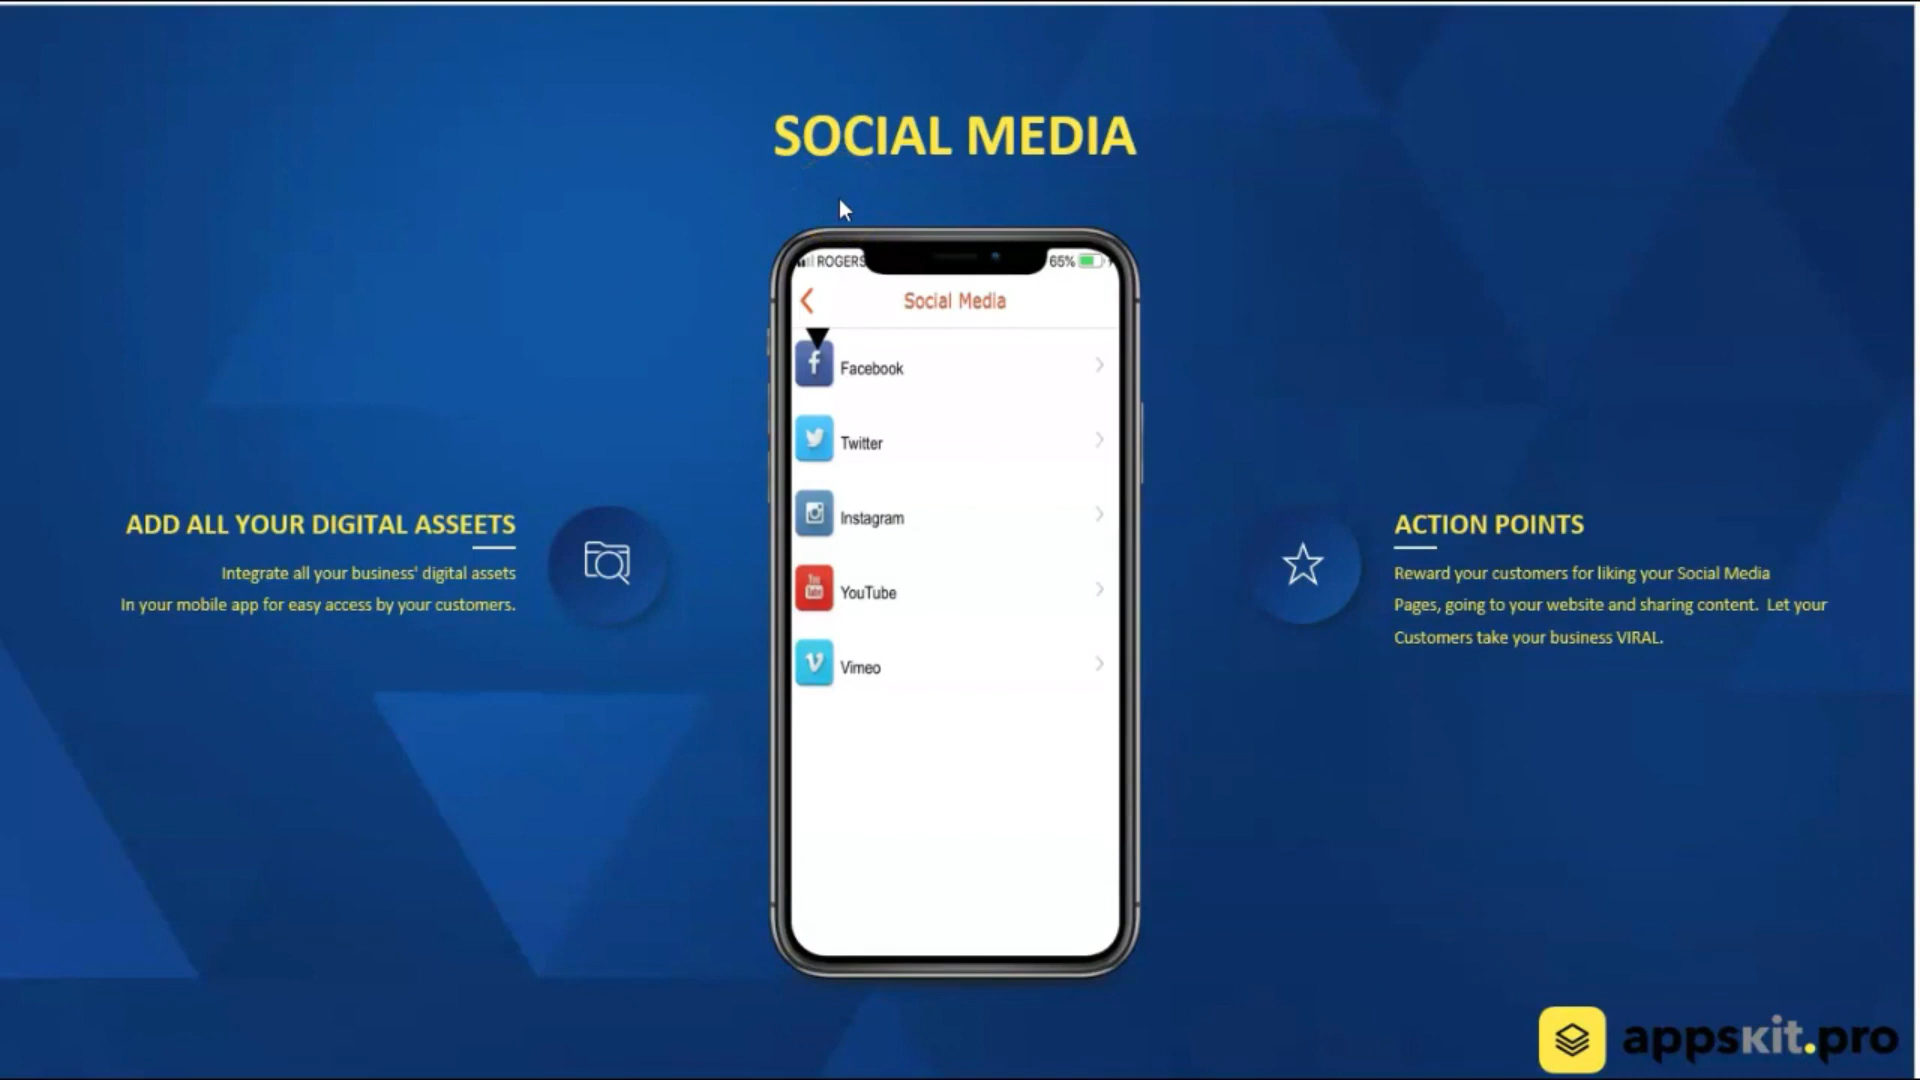 SOCIAL MEDIA
ROGERS
65%
Social Media
Facebook
Twitter
Instagram
You
Tube
YouTube
Vimeo
ADD ALL YOUR DIGITAL ASSEETS
Integrate all your business' digital assets
In your mobile app for easy access by your customers.
ACTION POINTS
Reward your customers for liking your Social Media
Pages, going to your website and sharing content. Let your
Customers take your business VIRAL.
appskit.pro